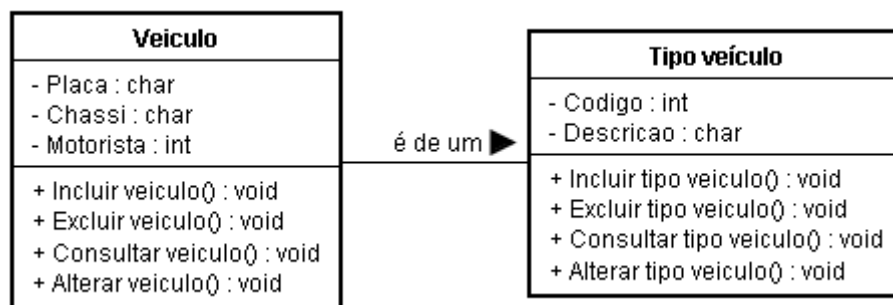 Veiculo
- Placa : char
- Chassi : char
- Motorista : int
+ Incluir veiculo() : void
+ Excluir veiculo() : void
+ Consultar veiculo() : void
+ Alterar veiculo() : void
é de um
Tipo veículo
- Codigo : int
- Descricao : char
+ Incluir tipo veiculo() : void
+ Excluir tipo veiculo() : void
+ Consultar tipo veiculo() : void
+ Alterar tipo veiculo() : void